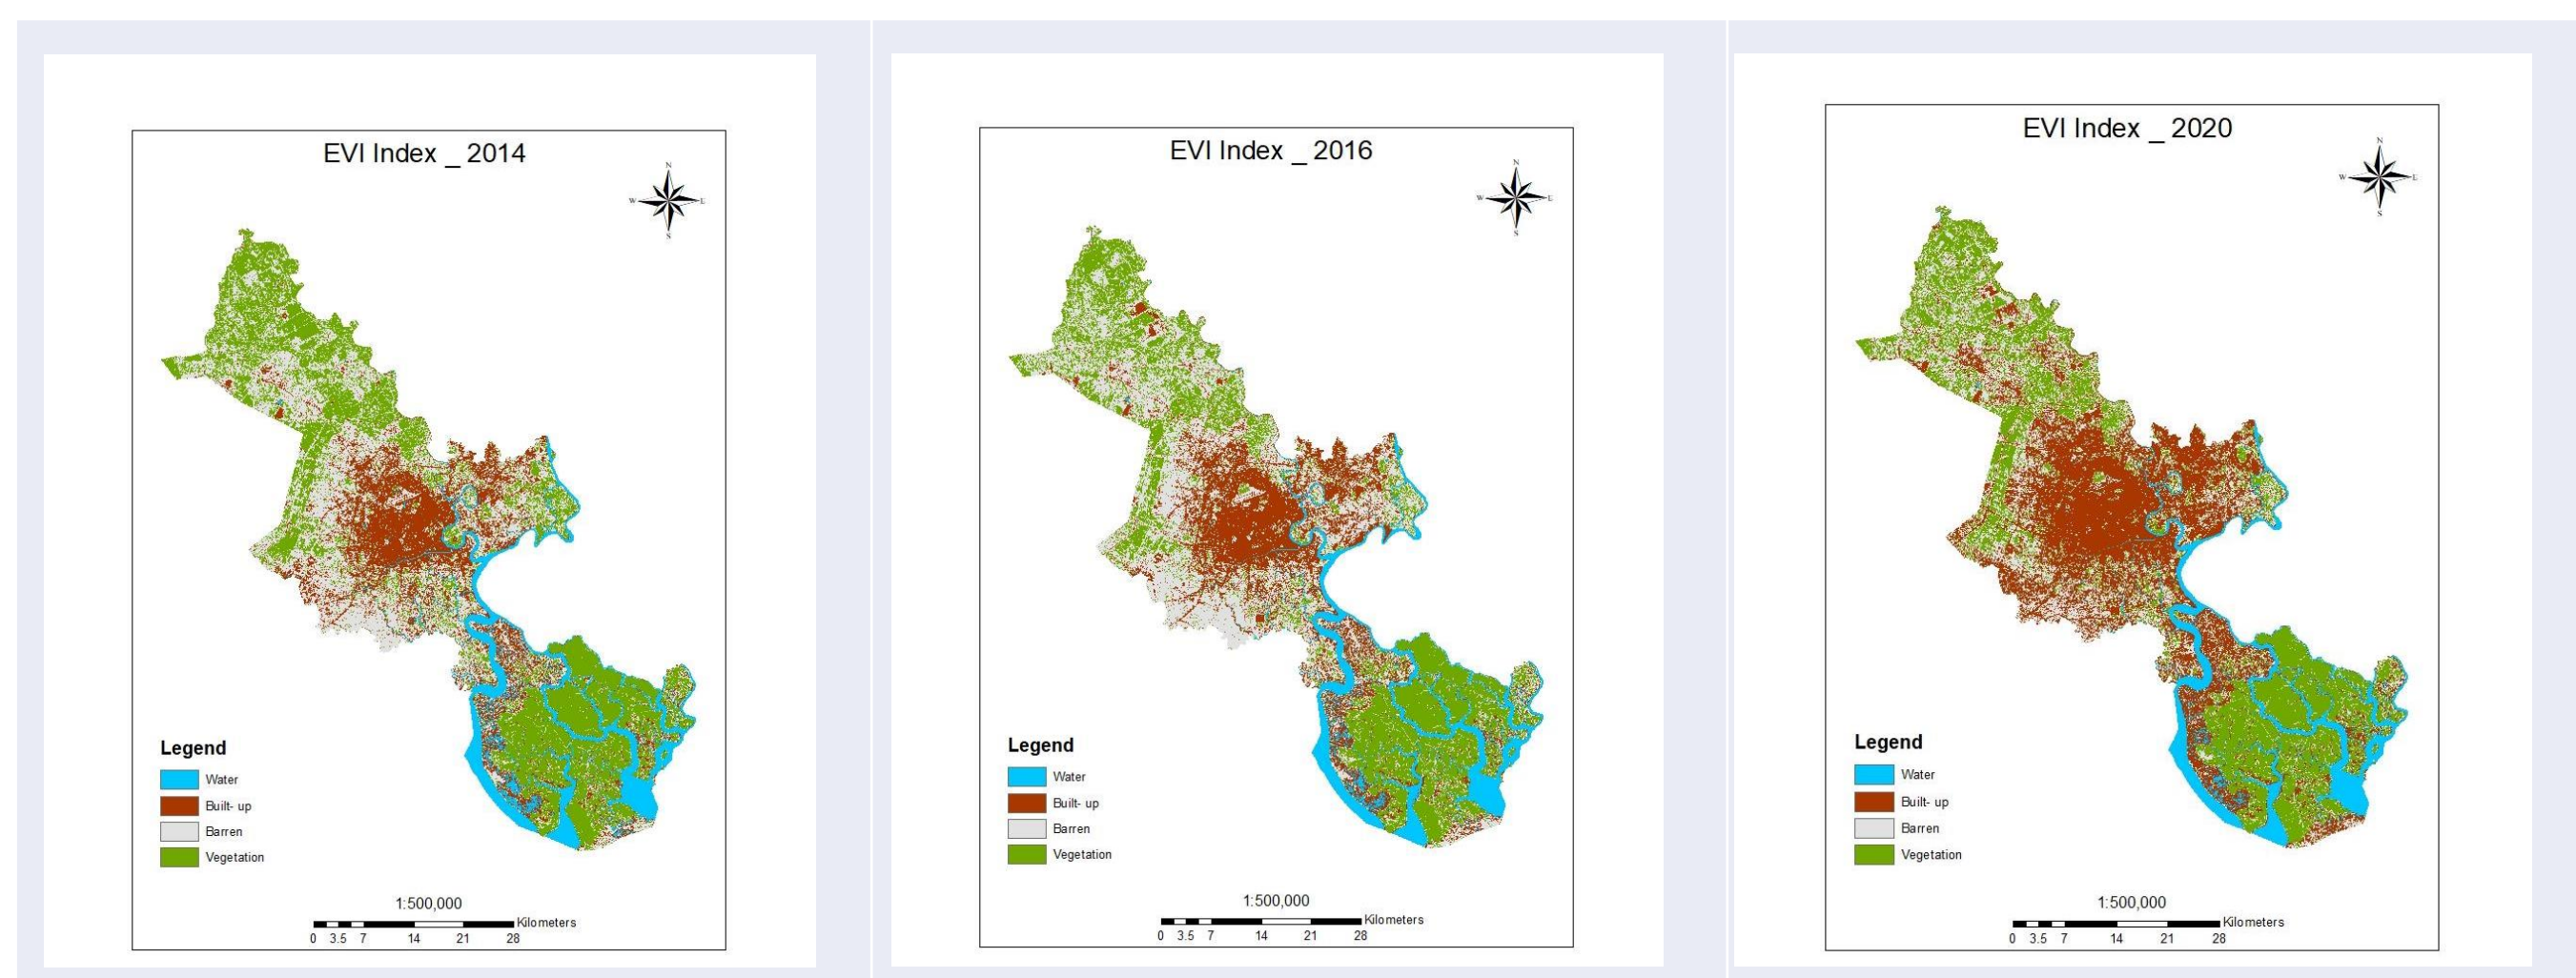 EVI Index _ 2014
N
W
E
S
Legend
Water
Built- up
Barren
Vegetation
1:500,000
Kilometers
0 3.5 7 14 21 28
EVI Index _ 2016
N
W
E
S
Legend
Water
Built- up
Barren
Vegetation
1:500,000
Kilometers
0 3.5 7 14 21 28
EVI Index _ 2020
N
W
E
S
Legend
Water
Built- up
Barren
Vegetation
1:500,000
Kilometers
0 3.5 7 14 21 28